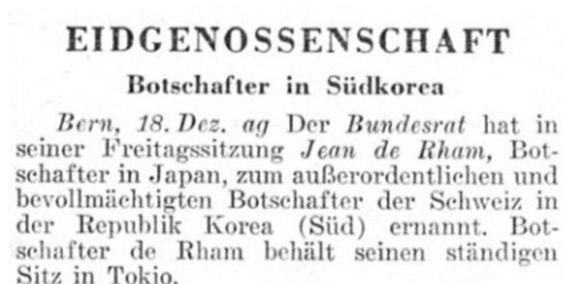 EIDGENOSSENSCHAFT
Botschafter in Südkorea
Bern, 18. Dez. ag Der Bundesrat hat in
seiner Freitagssitzung Jean de Rham, Bot-
schafter in Japan, zum außerordentlichen und
bevollmächtigten Botschafter der Schweiz in
der Republik Korea (Süd) ernannt. Bot-
schafter de Rham behält seinen ständigen
Sitz in Tokio.